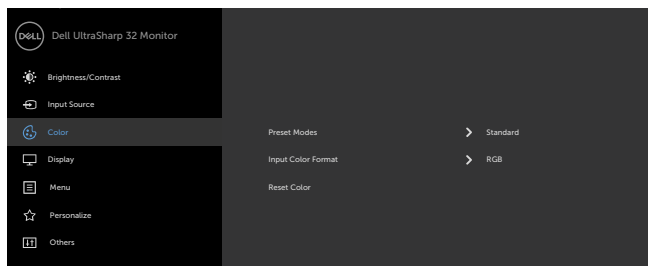 DELL Dell UltraSharp 32 Monitor
Brightness/Contrast
Input Source
Color Preset Modes Standard
Display Input Color Format RGB
Menu Reset Color
Personalize
Others